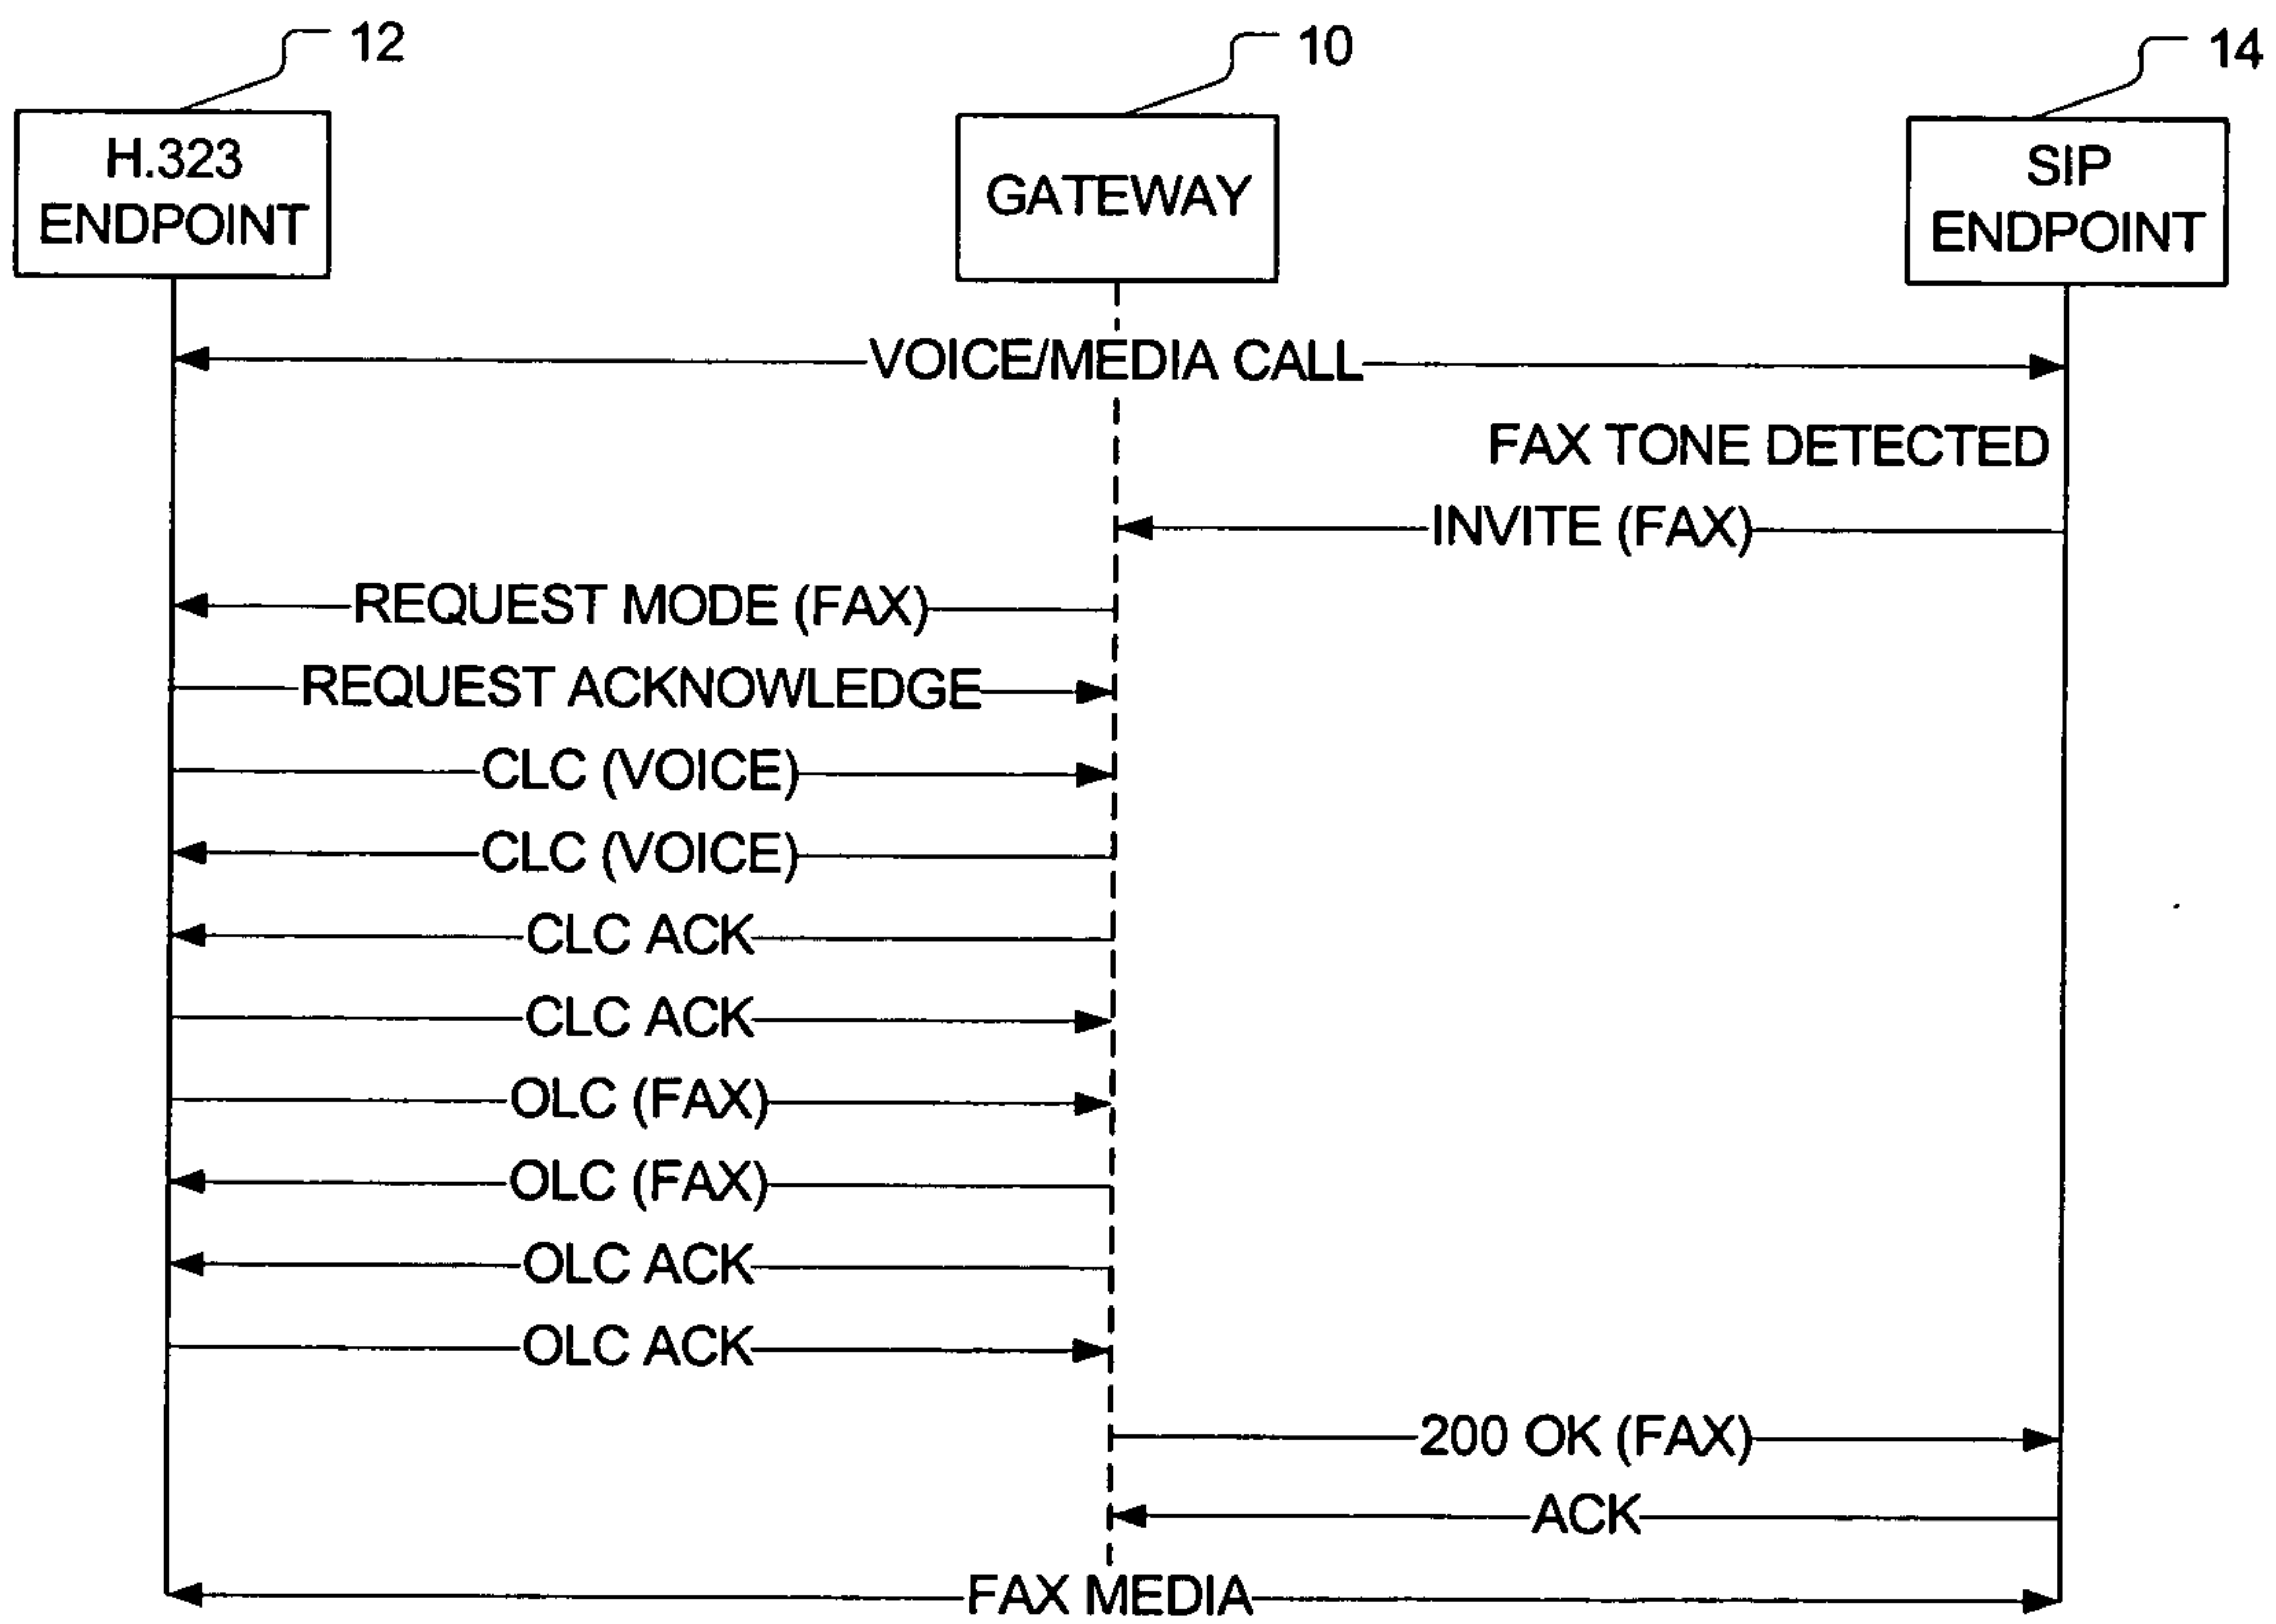 12
10
14
H.323
ENDPOINT
GATEWAY
SIP
ENDPOINT
VOICE/MEDIA CALL
FAX TONE DETECTED
INVITE (FAX)
REQUEST MODE (FAX)
REQUEST ACKNOWLEDGE
CLC (VOICE)
CLC (VOICE)
CLC ACK
CLC ACK
OLC (FAX)
OLC (FAX)
OLC ACK
OLC ACK
200 OK (FAX)
ACK
FAX MEDIA